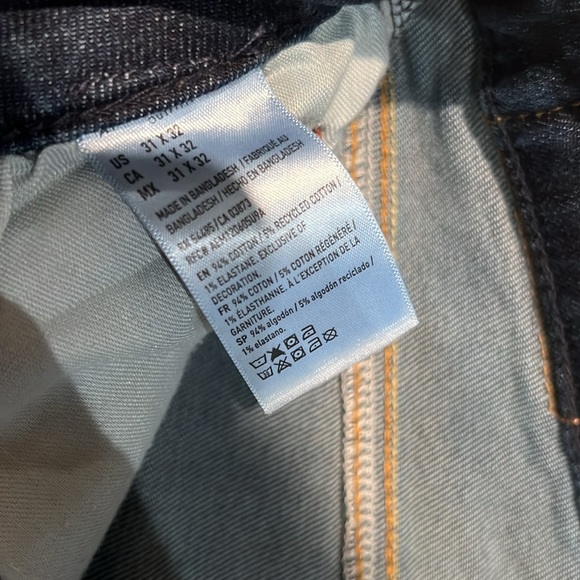 US 31 X 32
CA 31 X 32
MX 31 X 32
MADE IN BANGLADESH / FABRIQUÉ
BANGLADESH / HECHO EN BANGLADESH
RN 54485 / CA 03873
EN 94% COTTON / 5% RECYCLED COTTON /
1% ELASTANE. EXCLUSIVE OF
DECORATION.
FR 94% COTON / 5% COTON RÉGÉNÉRÉ /
1% ÉLASTHANNE. À L'EXCEPTION DE LA
GARNITURE.
SP 94% algodón / 5% algodón reciclado /
1% elastano.